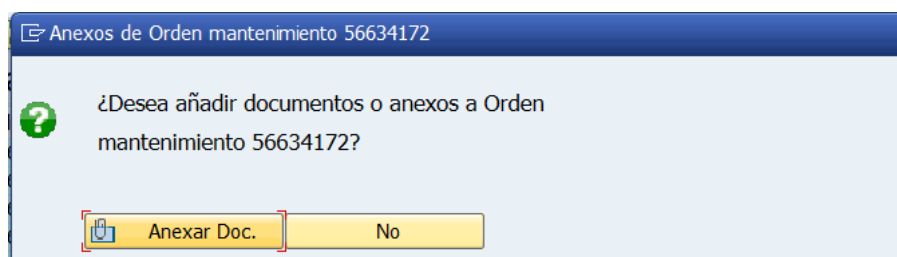 Anexos de Orden mantenimiento 56634172
¿Desea añadir documentos o anexos a Orden
mantenimiento 56634172?
Anexar Doc.
No